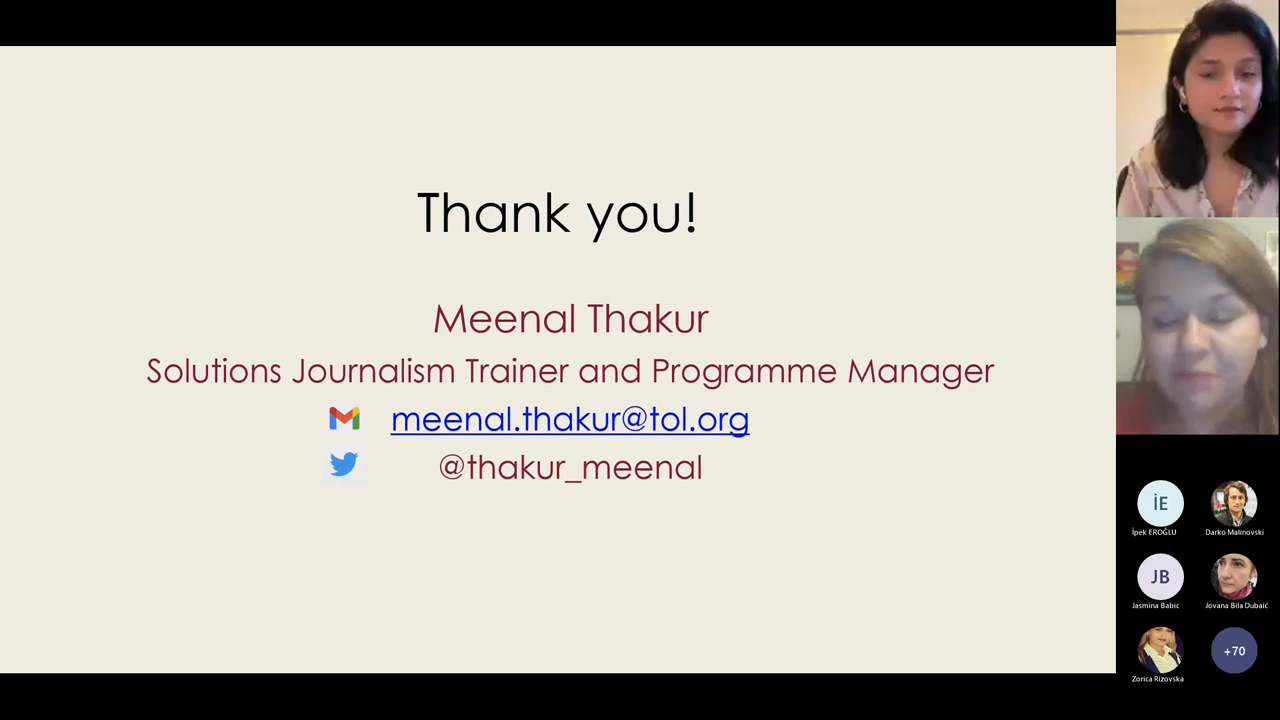 Thank you!
Meenal Thakur
Solutions Journalism Trainer and Programme Manager
meenal.thakur@tol.org
@thakur_meenal
İE
İpek EROĞLU
Darko Malinovski
JB
Jasmina Babic
Jovana Bila Dubaić
Zorica Rizovska
+70